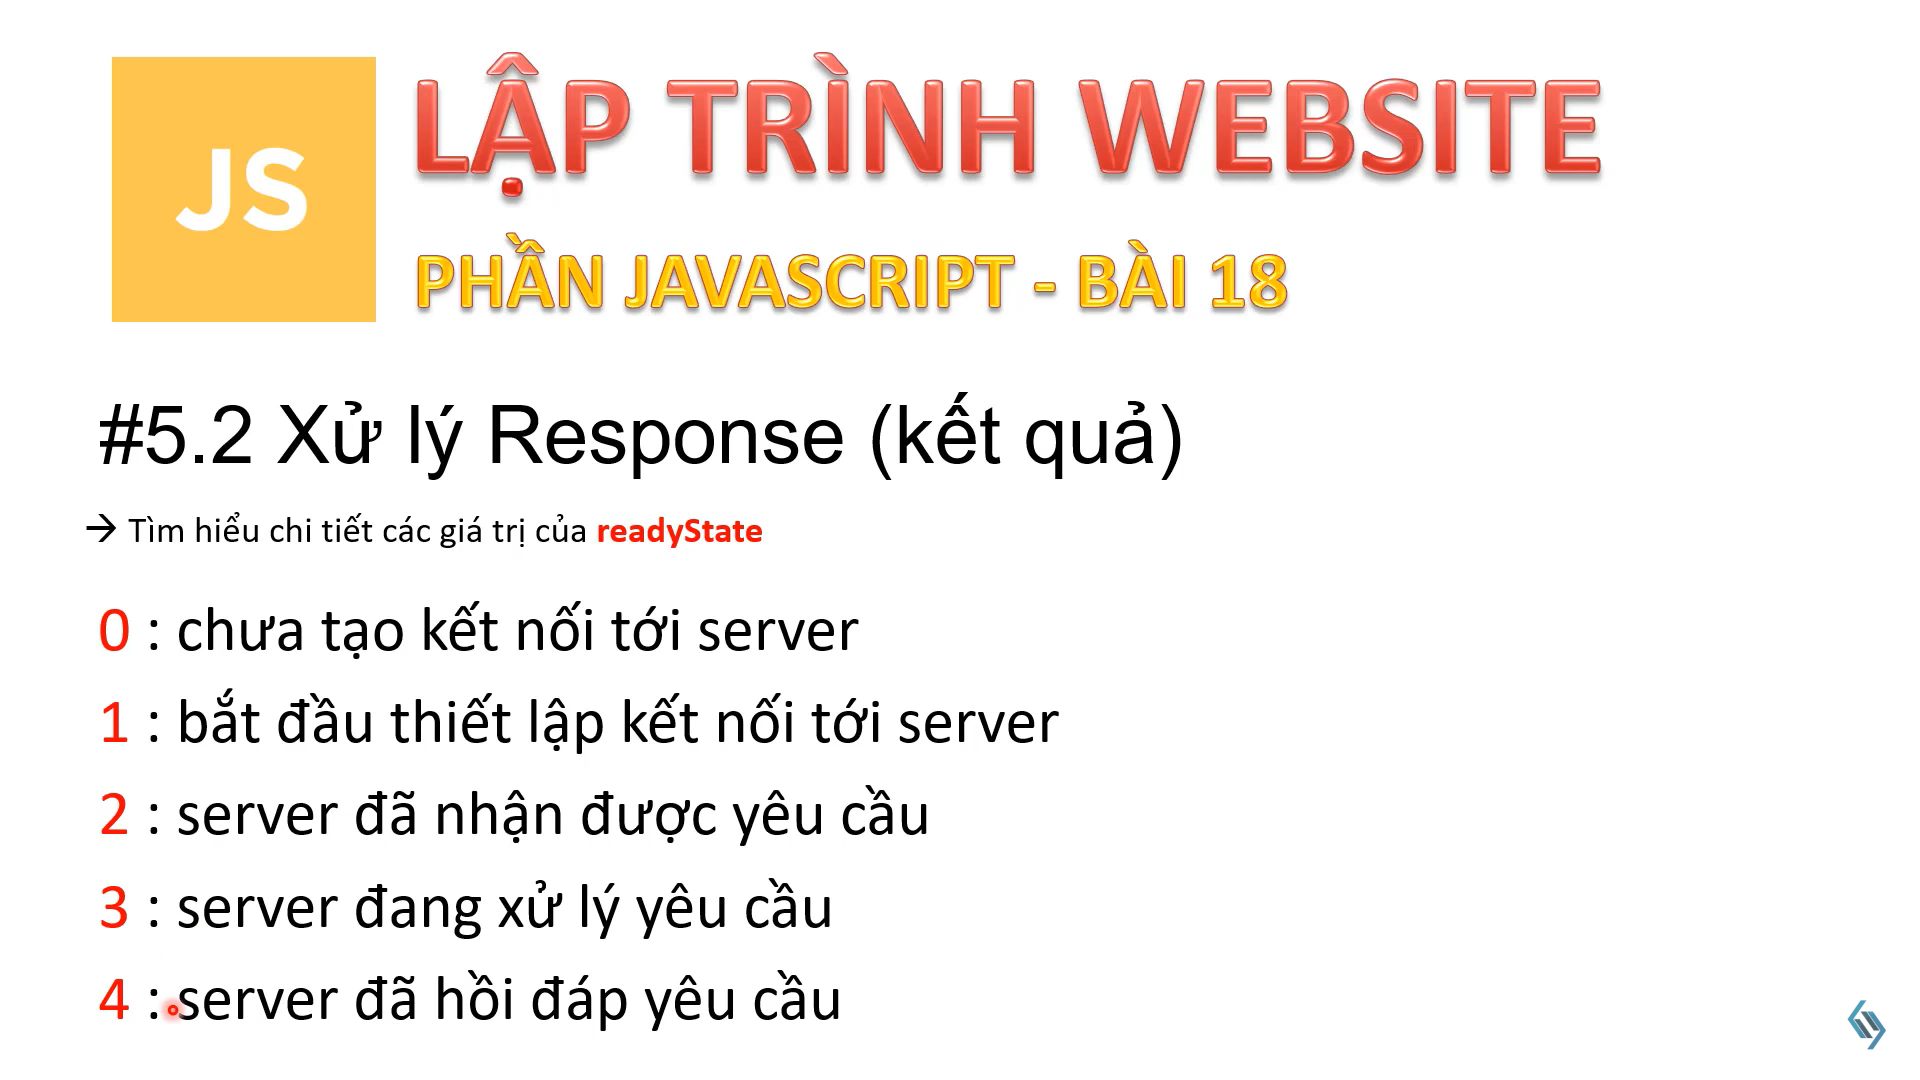 JS
LẬP TRÌNH WEBSITE
PHẦN JAVASCRIPT - BÀI 18
#5.2 Xử lý Response (kết quả)
→ Tìm hiểu chi tiết các giá trị của readyState
0 : chưa tạo kết nối tới server
1 : bắt đầu thiết lập kết nối tới server
2 : server đã nhận được yêu cầu
3 : server đang xử lý yêu cầu
4 : server đã hồi đáp yêu cầu